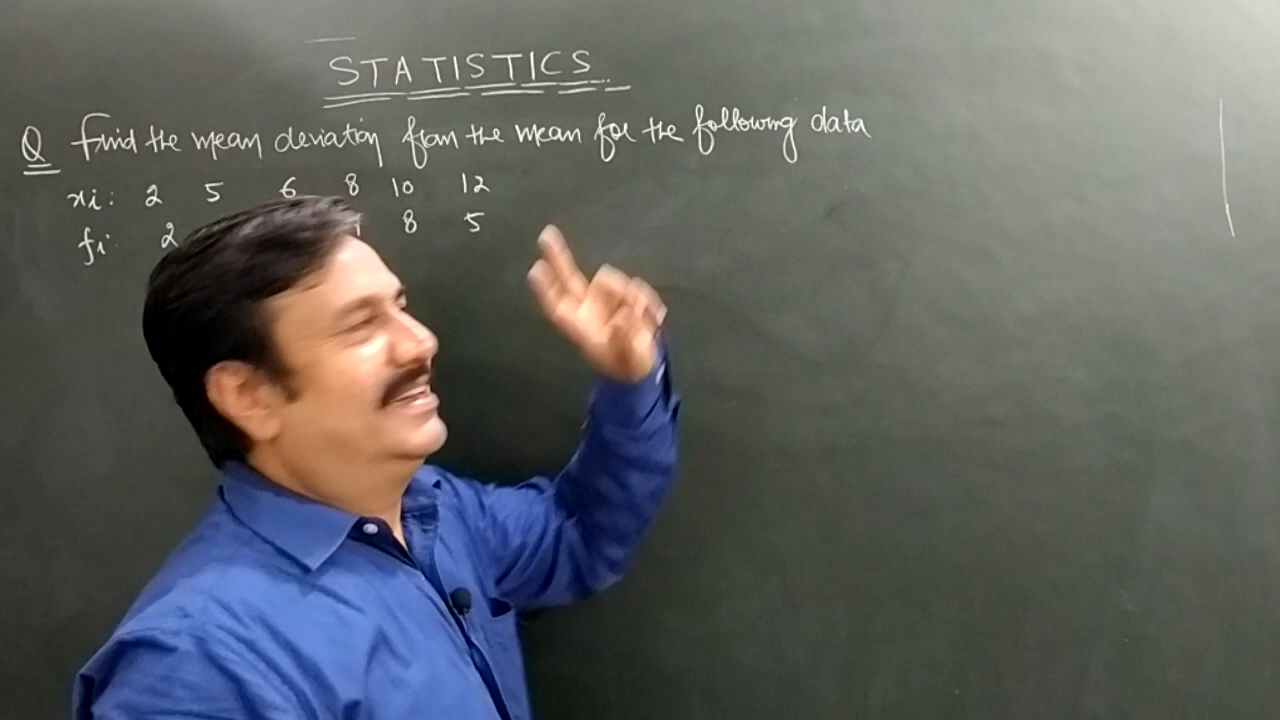 STATISTICS
Q Find the mean deviation from the mean for the following data
xi: 2 5 6 8 10 12
fi: 2 8 5